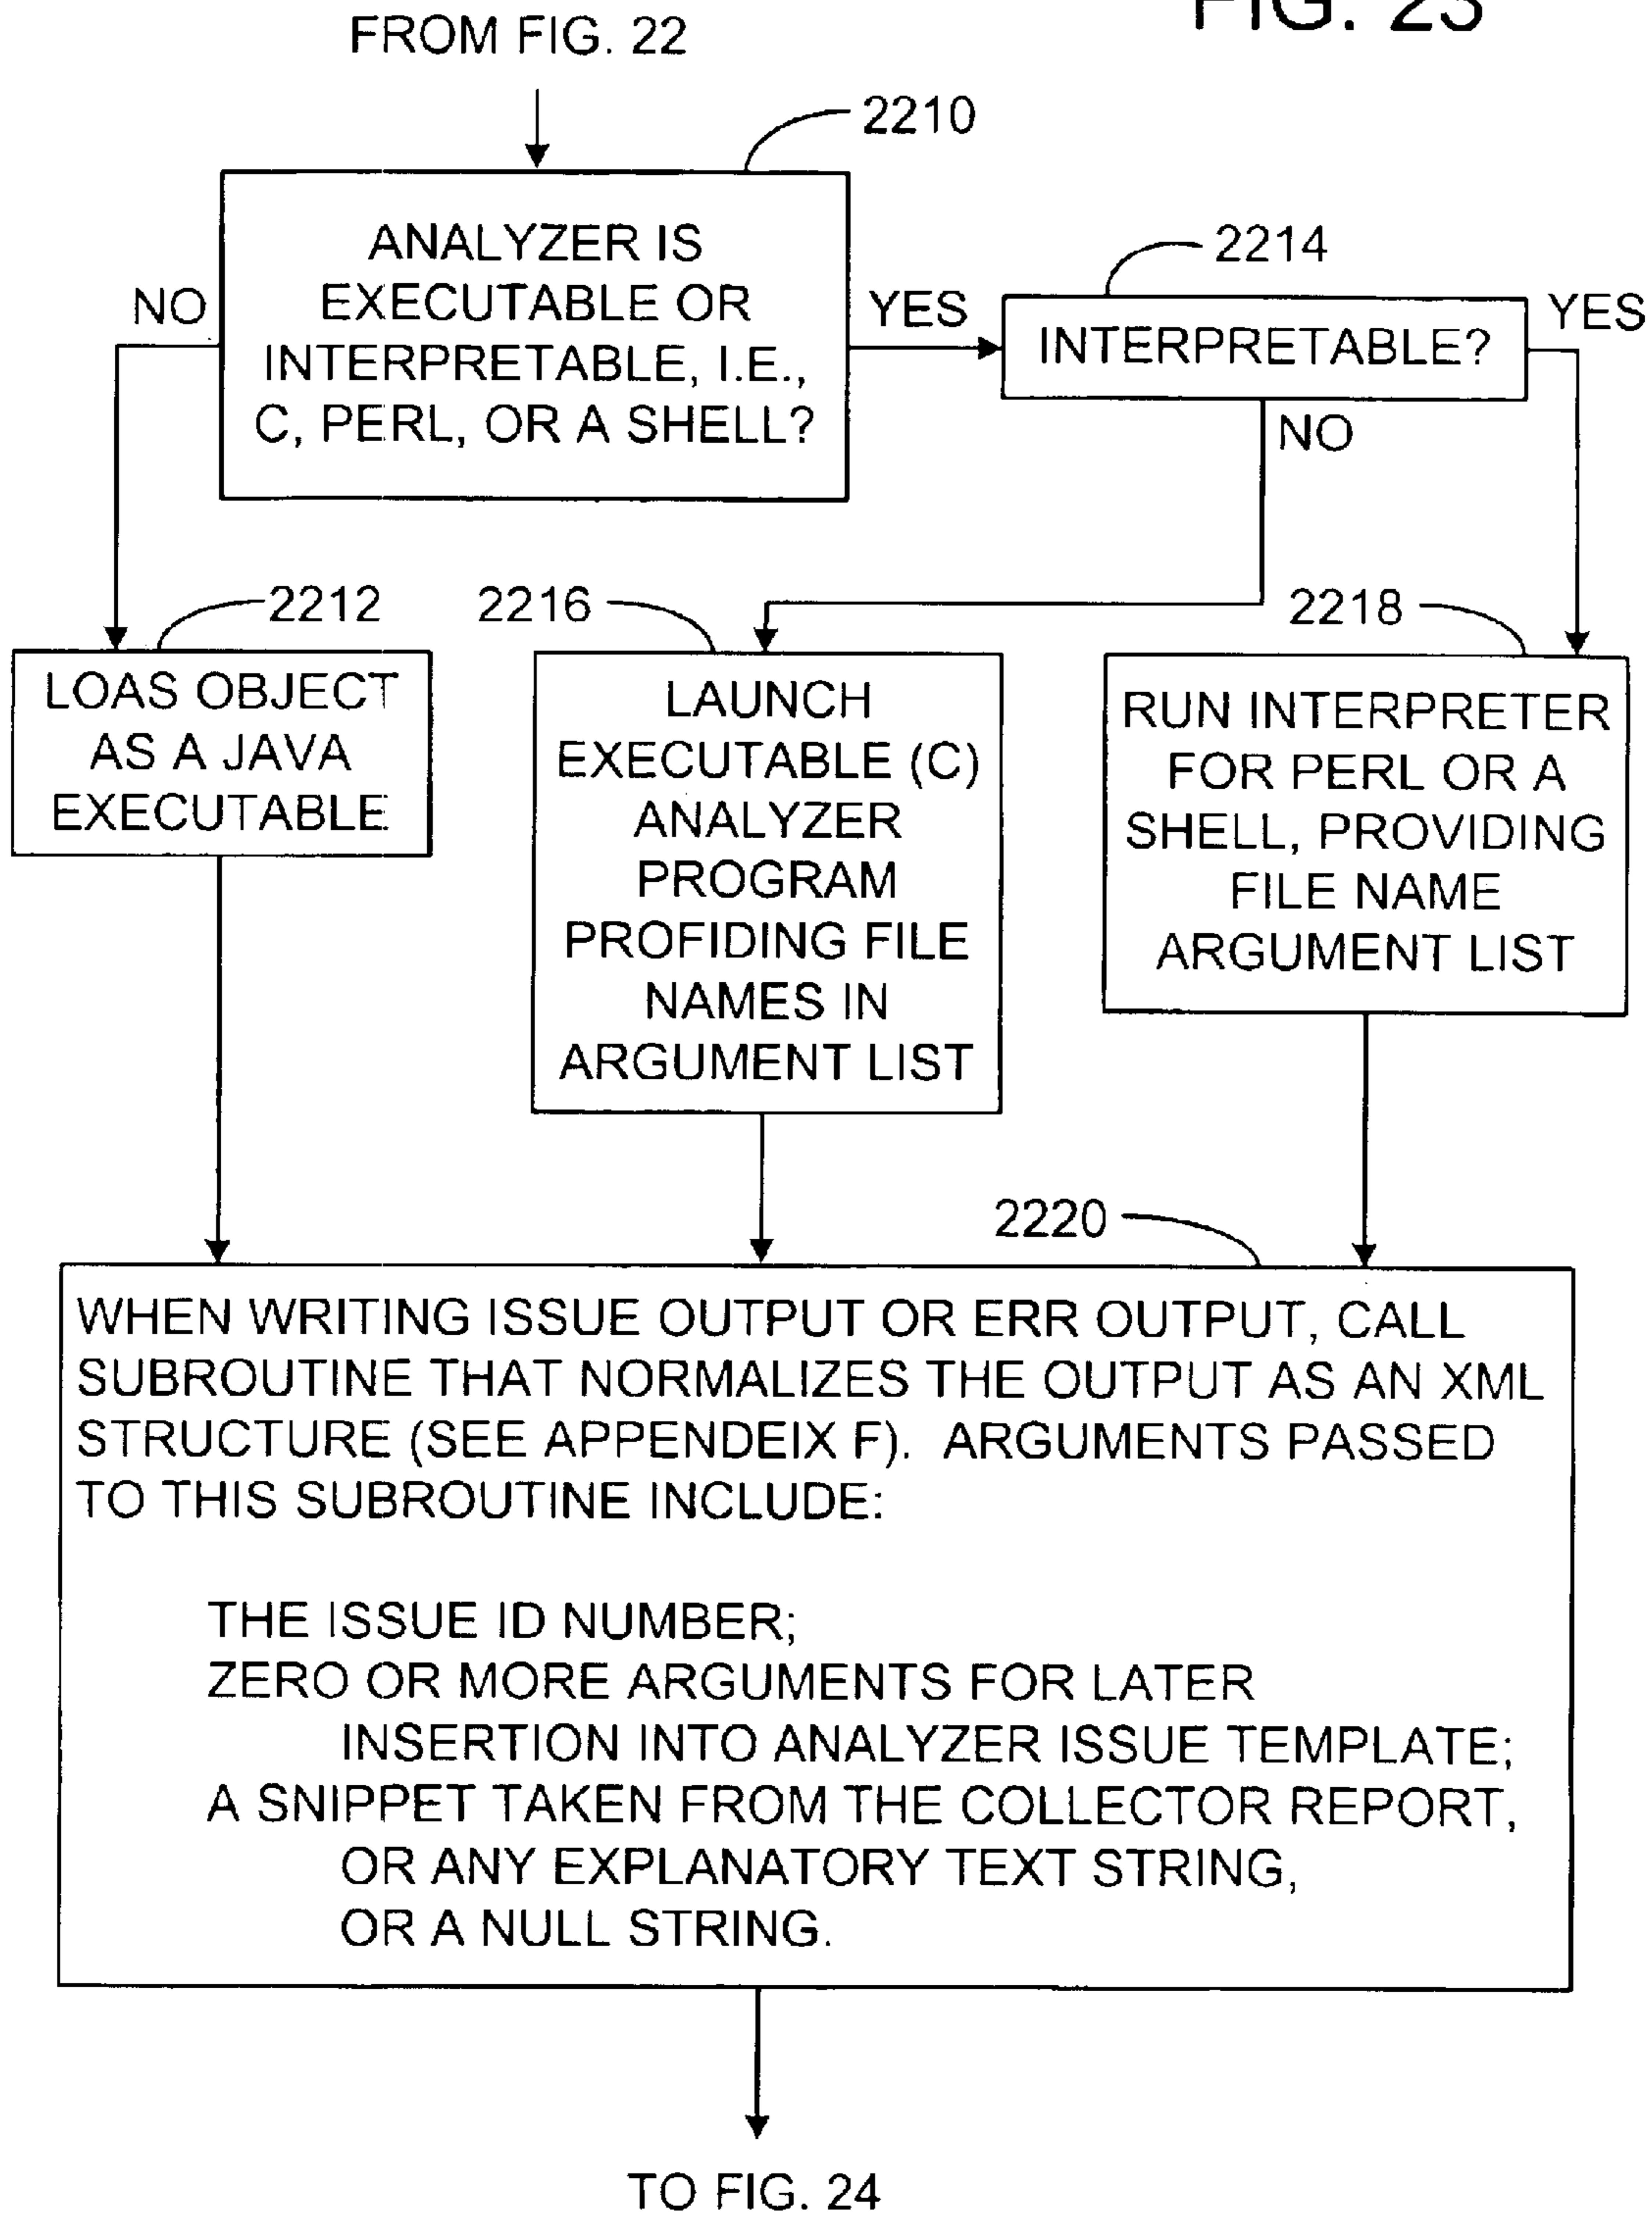 FIG. 23
FROM FIG. 22
2210
ANALYZER IS
EXECUTABLE OR
INTERPRETABLE, I.E.,
C, PERL, OR A SHELL?
NO
YES
2214
INTERPRETABLE?
YES
NO
2212
LOAS OBJECT
AS A JAVA
EXECUTABLE
2216
LAUNCH
EXECUTABLE (C)
ANALYZER
PROGRAM
PROFIDING FILE
NAMES IN
ARGUMENT LIST
2218
RUN INTERPRETER
FOR PERL OR A
SHELL, PROVIDING
FILE NAME
ARGUMENT LIST
2220
WHEN WRITING ISSUE OUTPUT OR ERR OUTPUT, CALL
SUBROUTINE THAT NORMALIZES THE OUTPUT AS AN XML
STRUCTURE (SEE APPENDEIX F). ARGUMENTS PASSED
TO THIS SUBROUTINE INCLUDE:
THE ISSUE ID NUMBER;
ZERO OR MORE ARGUMENTS FOR LATER
INSERTION INTO ANALYZER ISSUE TEMPLATE;
A SNIPPET TAKEN FROM THE COLLECTOR REPORT,
OR ANY EXPLANATORY TEXT STRING,
OR A NULL STRING.
TO FIG. 24